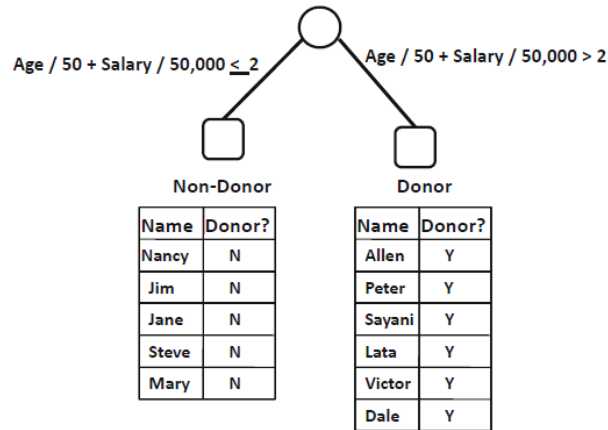 Age / 50 + Salary / 50,000 < 2
Age / 50 + Salary / 50,000 > 2
Non-Donor
Donor
Name Donor?
Nancy N
Jim N
Jane N
Steve N
Mary N
Name Donor?
Allen Y
Peter Y
Sayani Y
Lata Y
Victor Y
Dale Y